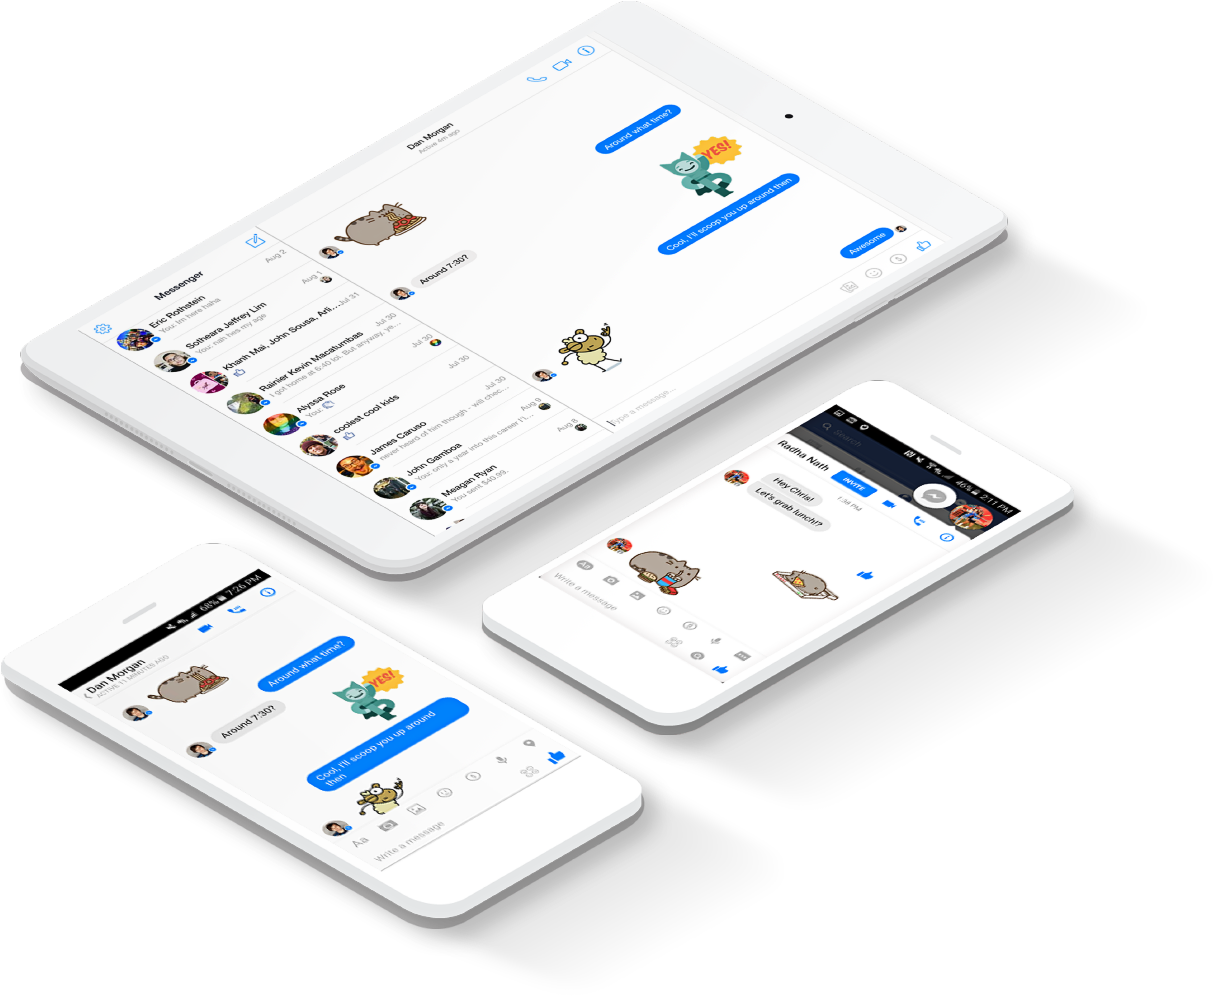 Dan Morgan
Active 4m ago
Around what time?
YES!
Cool, I'll scoop you up around then
Around 7:30?
Awesome
Type a message...
Messenger
Eric Rothstein
Aug 2
You: im here haha
Sotheara Jeffrey Lim
Aug 1
You: nah hes my age
Khanh Mai, John Sousa, Arli...
Jul 31
Rainier Kevin Macatumbas
Jul 30
I got home at 6:40 lol. But anyway, ye...
Alyssa Rose
Jul 30
You:
coolest cool kids
Jul 30
James Caruso
Jul 30
never heard of him though - will chec...
John Gamboa
Aug 9
You: only a year into this career I'l...
Meagan Ryan
Aug 8
You sent $40.99.
46% 2:11 PM
Search
Radha Nath
INVITE
1:38 PM
Hey Chris!
Let's grab lunch!?
Aa
Write a message
68% 7:26 PM
Dan Morgan
ACTIVE 11 MINUTES AGO
Around what time?
YES!
Around 7:30?
Cool, I'll scoop you up around
then
Aa
Write a message